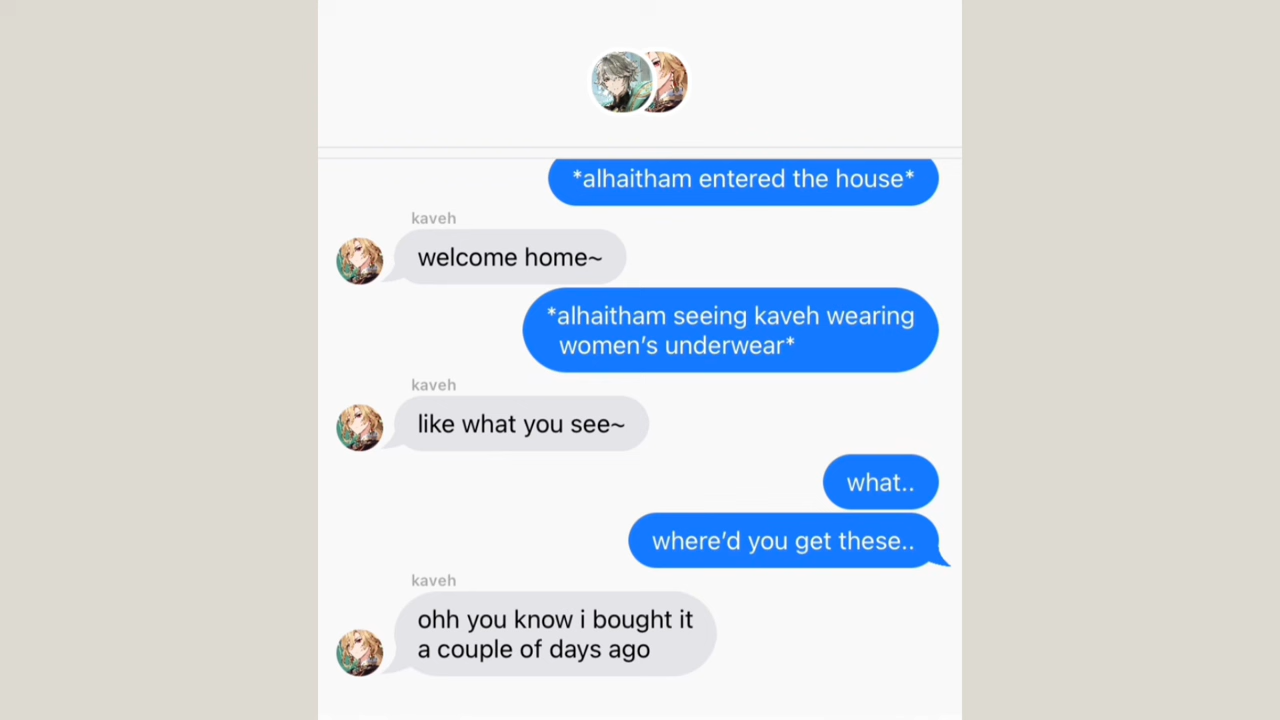 *alhaitham entered the house*
kaveh
welcome home~
*alhaitham seeing kaveh wearing
women’s underwear*
kaveh
like what you see~
what..
where’d you get these..
kaveh
ohh you know i bought it
a couple of days ago